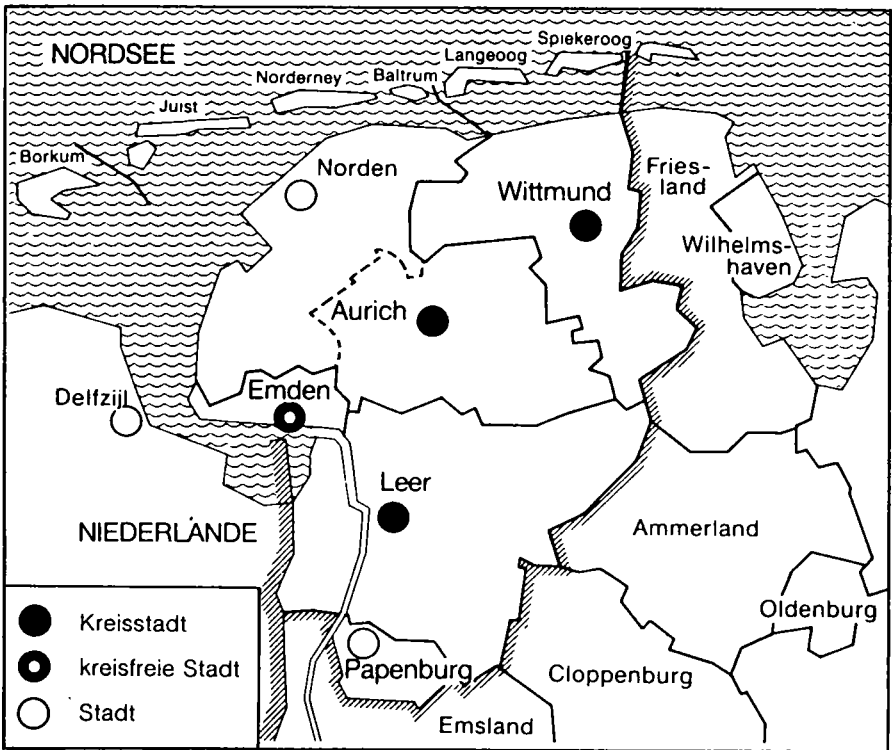 NORDSEE
Spiekeroog
Langeoog
Baltrum
Norderney
Juist
Borkum
Norden
Wittmund
Fries-
land
Wilhelms-
haven
Aurich
Emden
Delfzijl
Leer
NIEDERLANDE
Ammerland
Oldenburg
Papenburg
Cloppenburg
Emsland
Kreisstadt
kreisfreie Stadt
Stadt